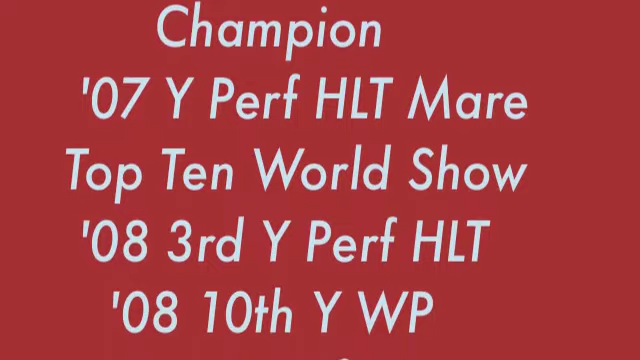 Champion
'07 Y Perf HLT Mare
Top Ten World Show
'08 3rd Y Perf HLT
'08 10th Y WP